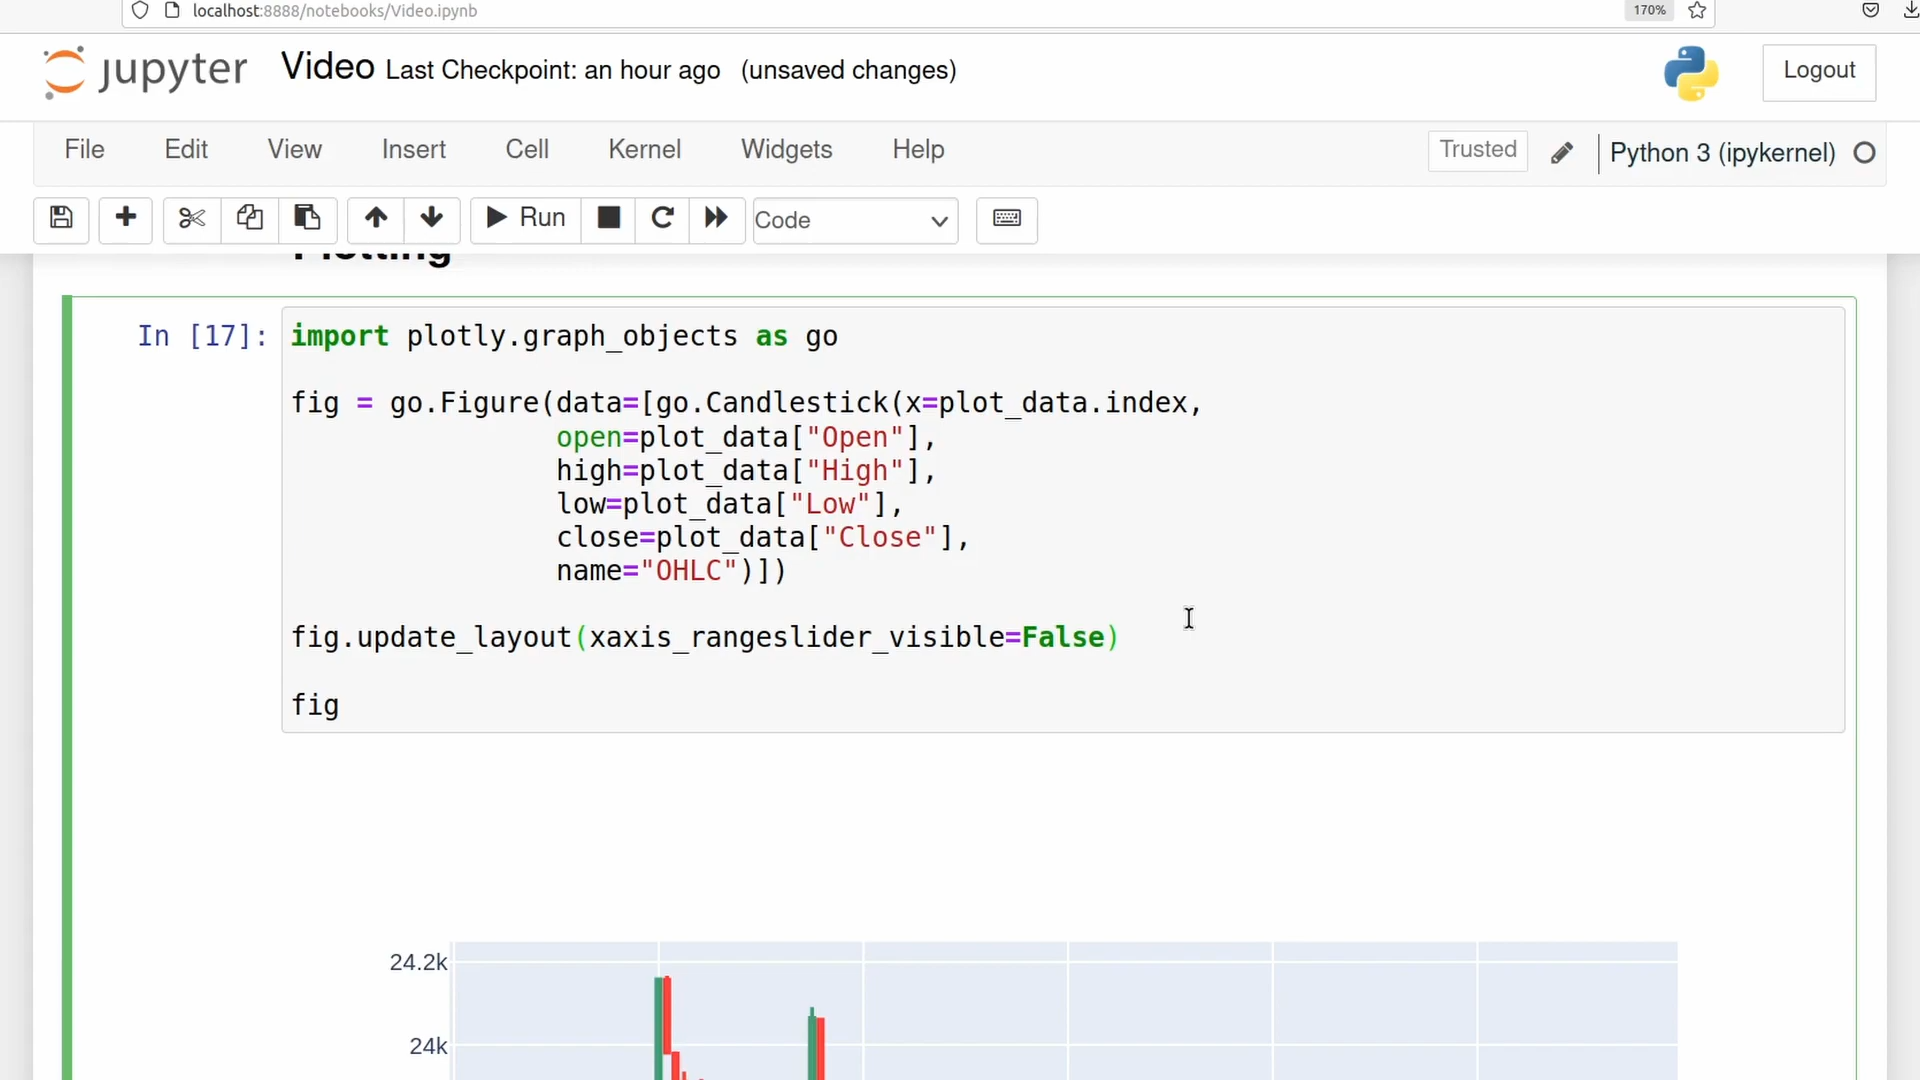 localhost:8888/notebooks/Video.ipynb
170%
jupyter Video Last Checkpoint: an hour ago (unsaved changes)
Logout
File Edit View Insert Cell Kernel Widgets Help
Trusted
Python 3 (ipykernel)
Run
Code
Plotting
In [17]:
import plotly.graph_objects as go
fig = go.Figure(data=[go.Candlestick(x=plot_data.index,
open=plot_data["Open"],
high=plot_data["High"],
low=plot_data["Low"],
close=plot_data["Close"],
name="OHLC")])
fig.update_layout(xaxis_rangeslider_visible=False)
fig
24.2k
24k